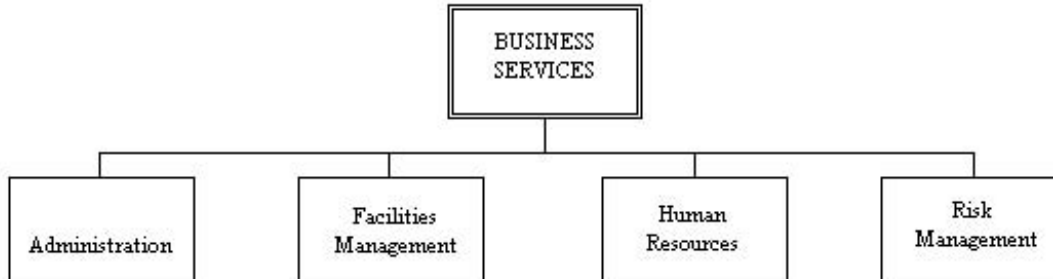 BUSINESS
SERVICES
Administration
Facilities
Management
Human
Resources
Risk
Management